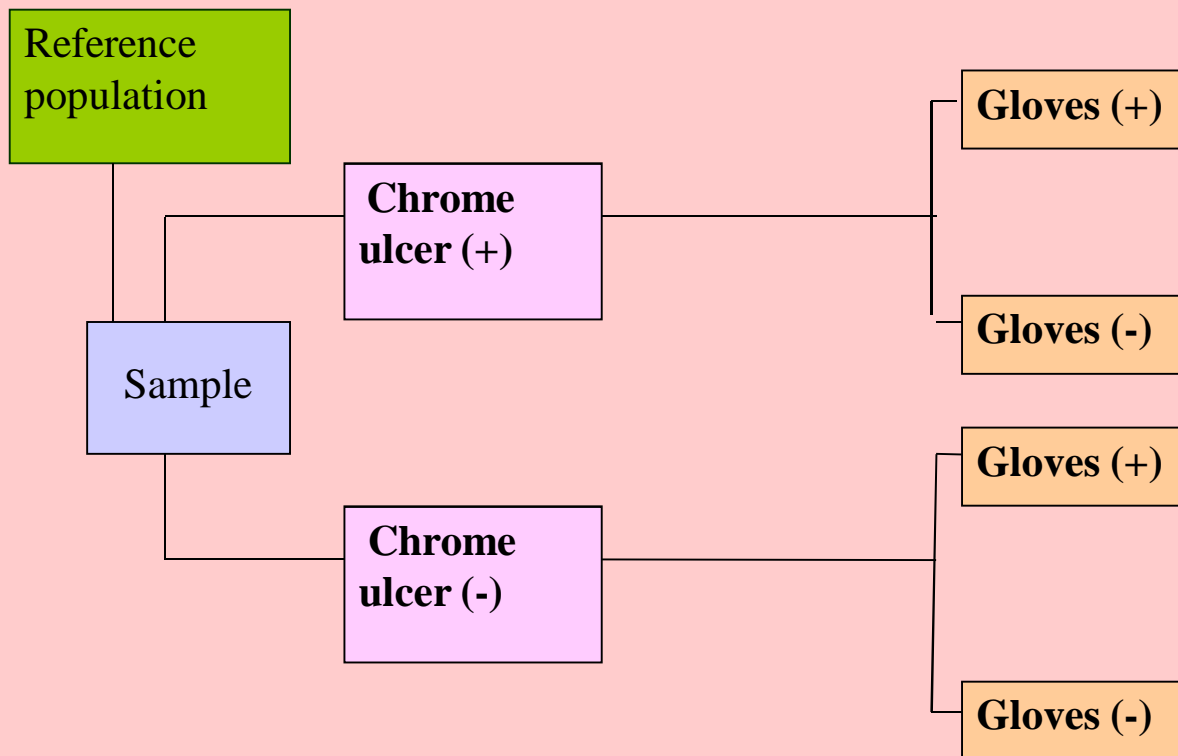 Reference
population
Sample
Chrome
ulcer (+)
Gloves (+)
Gloves (-)
Chrome
ulcer (-)
Gloves (+)
Gloves (-)